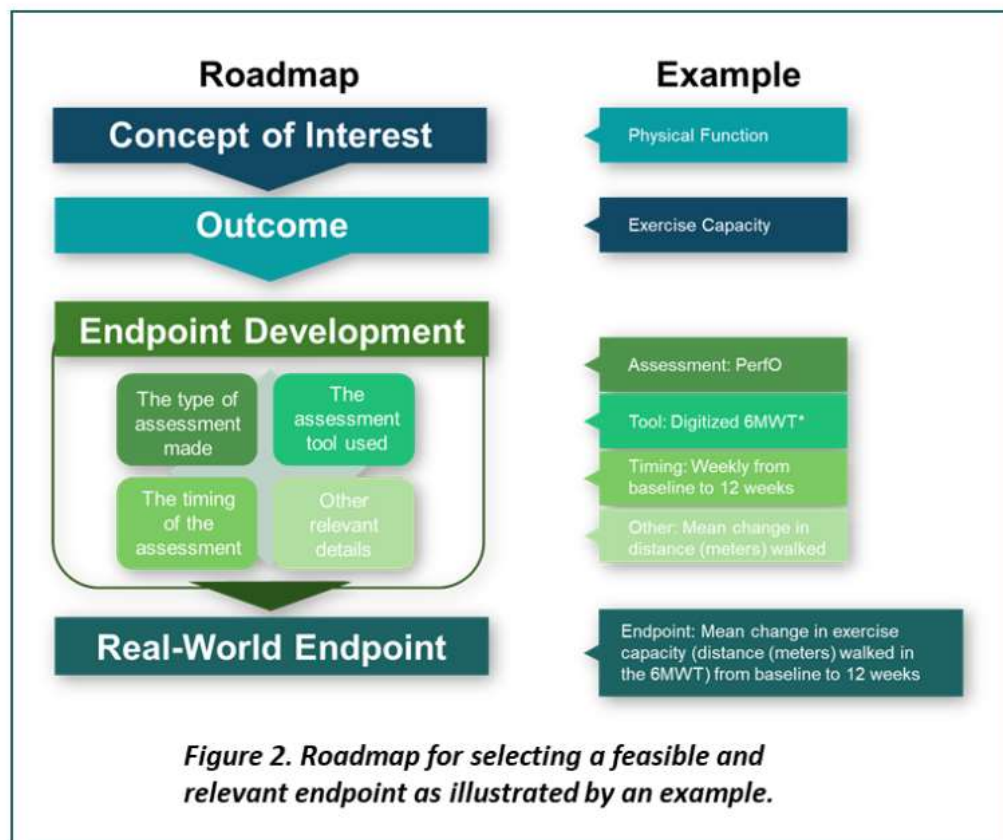 Roadmap
Example
Concept of Interest
Physical Function
Outcome
Exercise Capacity
Endpoint Development
The type of
assessment
made
The
assessment
tool used
The timing
of the
assessment
Other
relevant
details
Assessment: PerfO
Tool: Digitized 6MWT*
Timing: Weekly from
baseline to 12 weeks
Other: Mean change in
distance (meters) walked
Real-World Endpoint
Endpoint: Mean change in exercise
capacity (distance (meters) walked in
the 6MWT) from baseline to 12 weeks
Figure 2. Roadmap for selecting a feasible and
relevant endpoint as illustrated by an example.